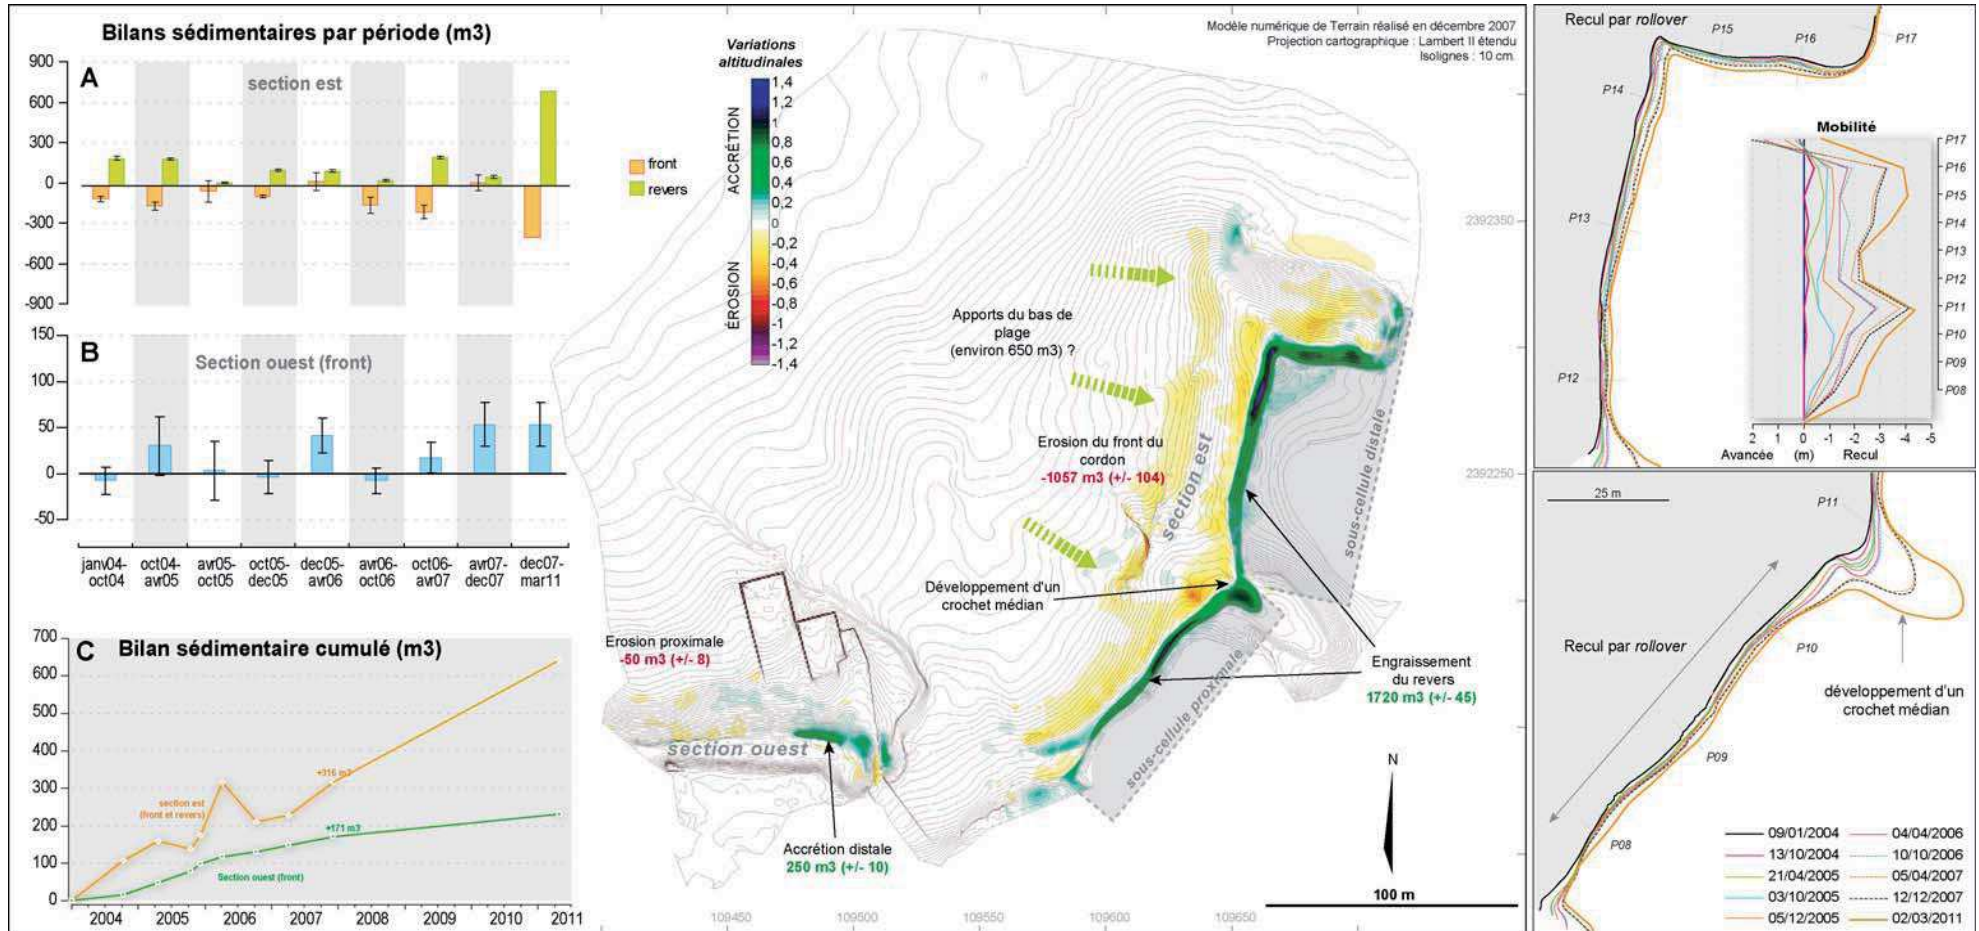 Bilans sédimentaires par période (m3)
900
600
300
0
-300
-600
-900
A
section est
front
revers
150
100
50
0
-50
B
Section ouest (front)
janv04-
oct04
oct04-
avr05
avr05-
oct05
oct05-
dec05
dec05-
avr06
avr06-
oct06
oct06-
avr07
avr07-
dec07
dec07-
mar11
C
Bilan sédimentaire cumulé (m3)
700
600
500
400
300
200
100
0
+316 m3
section est
(front et revers)
+171 m3
Section ouest (front)
2004
2005
2006
2007
2008
2009
2010
2011
Variations
altitudinales
ACCRÉTION
ÉROSION
1,4
1,2
1
0,8
0,6
0,4
0,2
0
-0,2
-0,4
-0,6
-0,8
-1
-1,2
-1,4
Modèle numérique de Terrain réalisé en décembre 2007
Projection cartographique : Lambert II étendu
Isolignes : 10 cm.
2392350
2392250
Apports du bas de
plage
(environ 650 m3) ?
Erosion du front du
cordon
-1057 m3 (+/- 104)
section est
sous-cellule distale
Développement d'un
crochet médian
Erosion proximale
-50 m3 (+/- 8)
section ouest
sous-cellule proximale
Engraissement
du revers
1720 m3 (+/- 45)
Accrétion distale
250 m3 (+/- 10)
N
100 m
109450
109500
109550
109600
109650
Recul par rollover
P15
P16
P17
P14
P13
P12
Mobilité
P17
P16
P15
P14
P13
P12
P11
P10
P09
P08
2
1
0
-1
-2
-3
-4
-5
Avancée
(m)
Recul
25 m
P11
Recul par rollover
P10
développement d'un
crochet médian
P09
P08
09/01/2004
13/10/2004
21/04/2005
03/10/2005
05/12/2005
04/04/2006
10/10/2006
05/04/2007
12/12/2007
02/03/2011